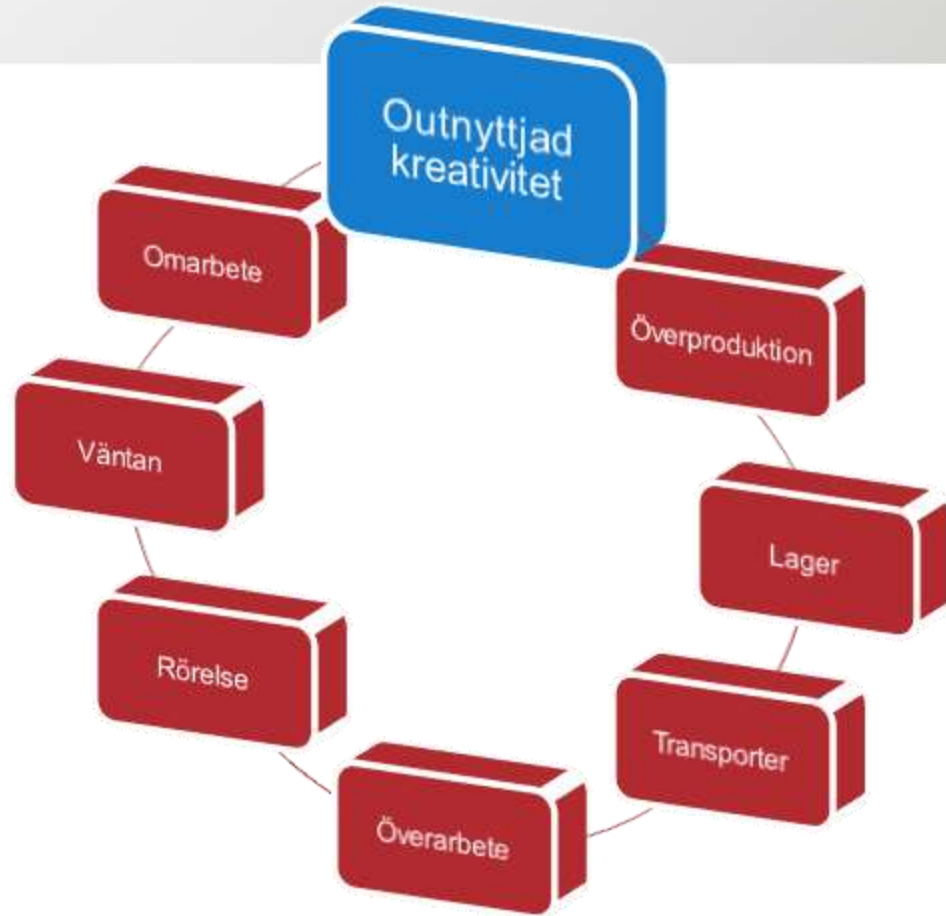 Outnyttjad
kreativitet
Överproduktion
Lager
Transporter
Överarbete
Rörelse
Väntan
Omarbete